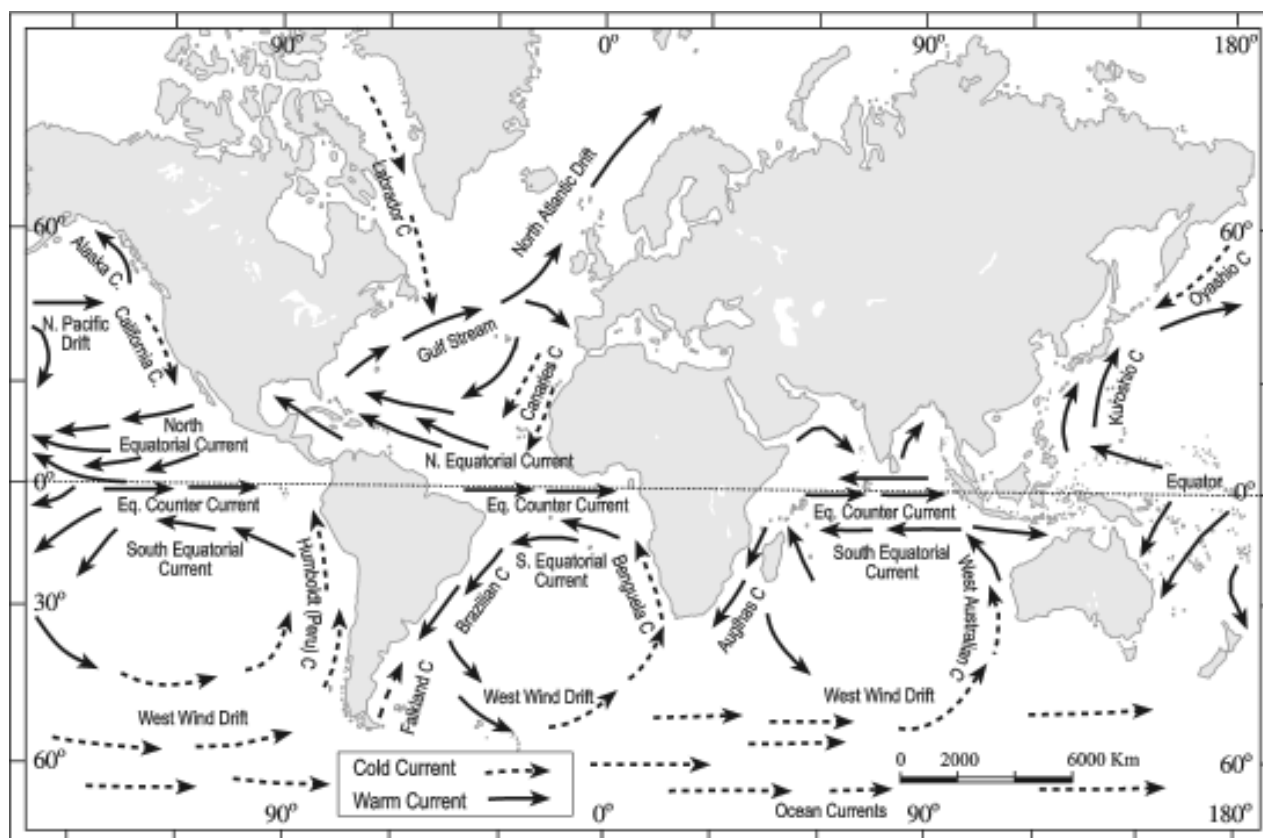 90°
0°
90°
180°
60°
60°
Labrador C
North Atlantic Drift
Alaska C.
Oyashio C
N. Pacific
Drift
California C.
Gulf Stream
Canaries C
Kuroshio C
North
Equatorial Current
N. Equatorial Current
0°
Equator
0°
Eq. Counter Current
Eq. Counter Current
Eq. Counter Current
South Equatorial
Current
Humboldt (Peru) C
S. Equatorial
Current
Brazilian C
Benguela C
Auglhas C
South Equatorial
Current
West Australian C
30°
30°
Falkland C
West Wind Drift
West Wind Drift
West Wind Drift
60°
Cold Current
Warm Current
0
2000
6000 Km
60°
Ocean Currents
90°
0°
90°
180°